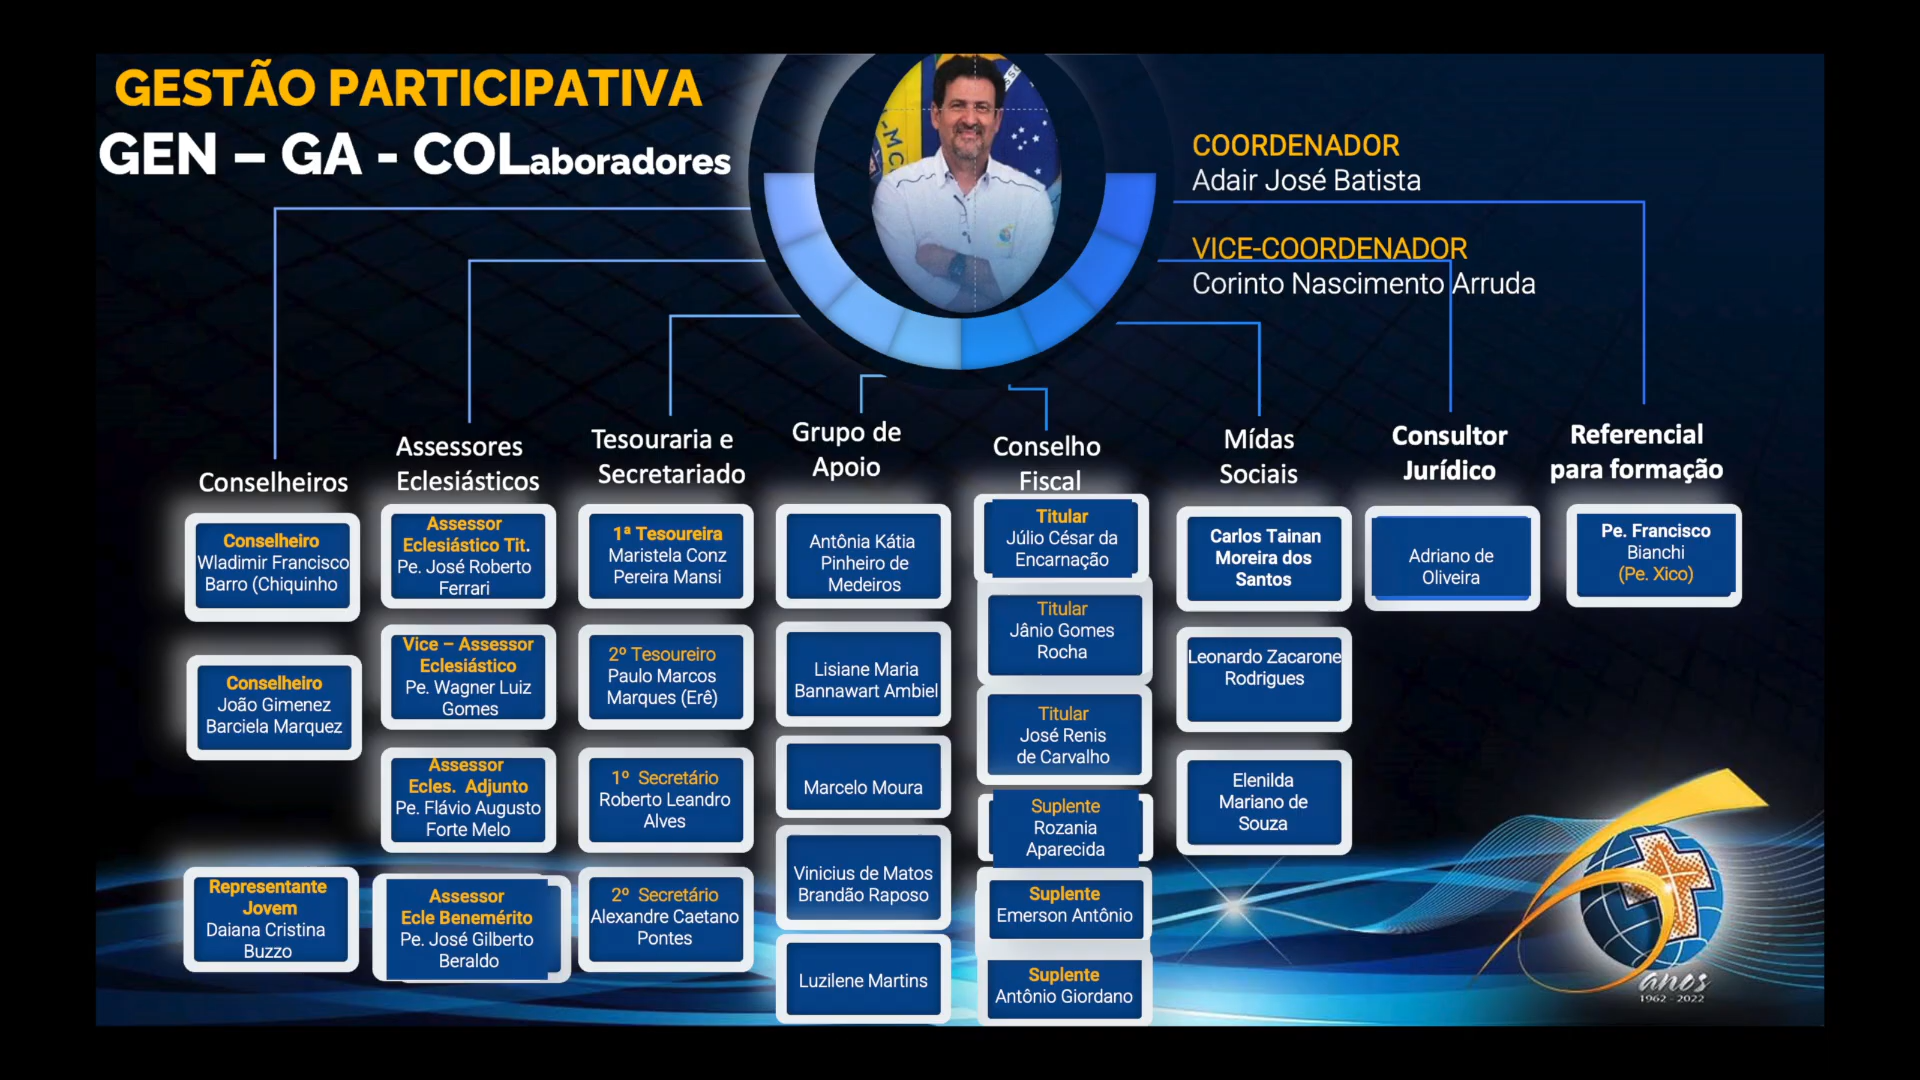 GESTÃO PARTICIPATIVA
GEN – GA - COLaboradores
COORDENADOR
Adair José Batista
VICE-COORDENADOR
Corinto Nascimento Arruda
Conselheiros
Conselheiro
Wladimir Francisco
Barro (Chiquinho
Conselheiro
João Gimenez
Barciela Marquez
Representante
Jovem
Daiana Cristina
Buzzo
Assessores
Eclesiásticos
Assessor
Eclesiástico Tit.
Pe. José Roberto
Ferrari
Vice – Assessor
Eclesiástico
Pe. Wagner Luiz
Gomes
Assessor
Ecles. Adjunto
Pe. Flávio Augusto
Forte Melo
Assessor
Ecle Benemérito
Pe. José Gilberto
Beraldo
Tesouraria e
Secretariado
1ª Tesoureira
Maristela Conz
Pereira Mansi
2º Tesoureiro
Paulo Marcos
Marques (Erê)
1º Secretário
Roberto Leandro
Alves
2º Secretário
Alexandre Caetano
Pontes
Grupo de
Apoio
Antônia Kátia
Pinheiro de
Medeiros
Lisiane Maria
Bannawart Ambiel
Marcelo Moura
Vinicius de Matos
Brandão Raposo
Luzilene Martins
Conselho
Fiscal
Titular
Júlio César da
Encarnação
Titular
Jânio Gomes
Rocha
Titular
José Renis
de Carvalho
Suplente
Rozania
Aparecida
Suplente
Emerson Antônio
Suplente
Antônio Giordano
Mídas
Sociais
Carlos Tainan
Moreira dos
Santos
Leonardo Zacarone
Rodrigues
Elenilda
Mariano de
Souza
Consultor
Jurídico
Adriano de
Oliveira
Referencial
para formação
Pe. Francisco
Bianchi
(Pe. Xico)
anos
1962 - 2022